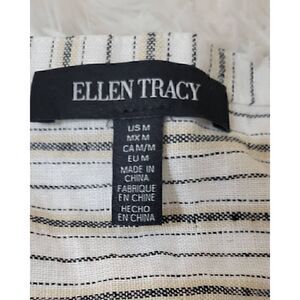 ELLEN TRACY
US M
MX M
CA M/M
EU M
MADE IN
CHINA
FABRIQUE
EN CHINE
HECHO
EN CHINA